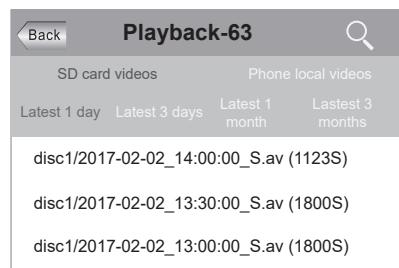 Back Playback-63
SD card videos Phone local videos
Latest 1 day Latest 3 days Latest 1 month Lastest 3 months
disc1/2017-02-02_14:00:00_S.av (1123S)
disc1/2017-02-02_13:30:00_S.av (1800S)
disc1/2017-02-02_13:00:00_S.av (1800S)